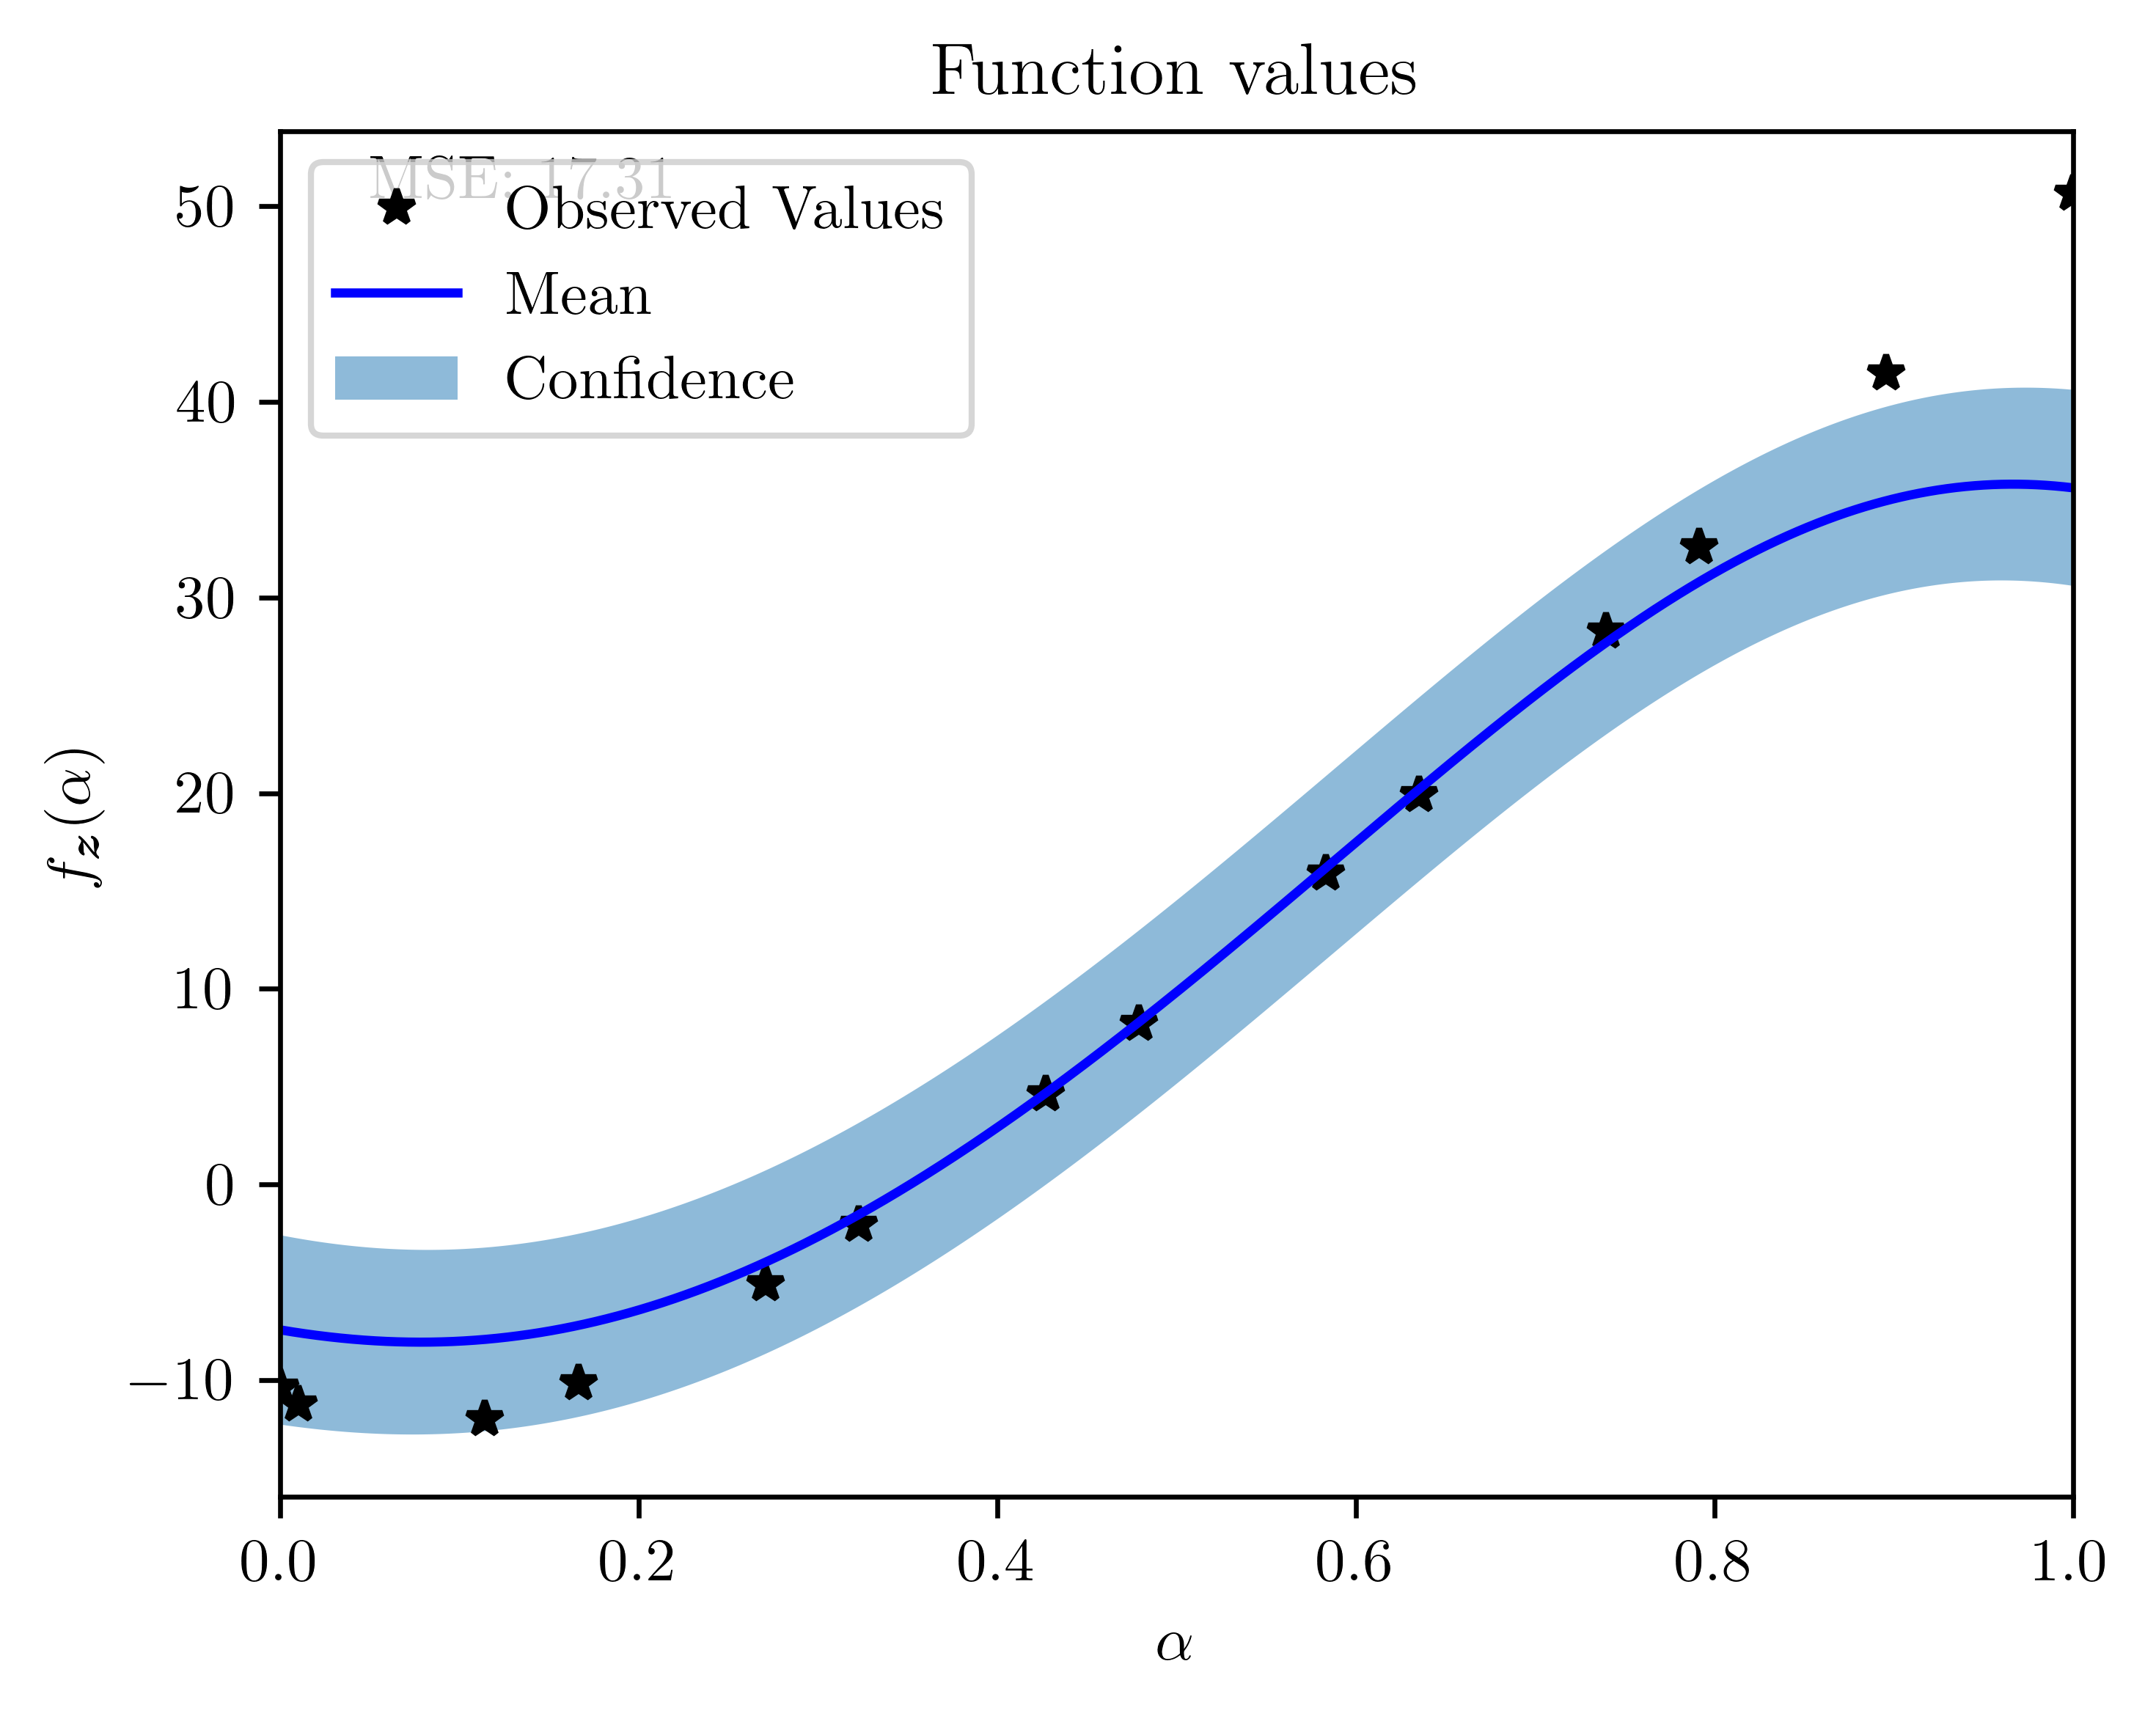 Function values
MSE: 17.31
Observed Values
Mean
Confidence
50
40
30
20
10
0
−10
f_z(α)
0.0 0.2 0.4 0.6 0.8 1.0
α